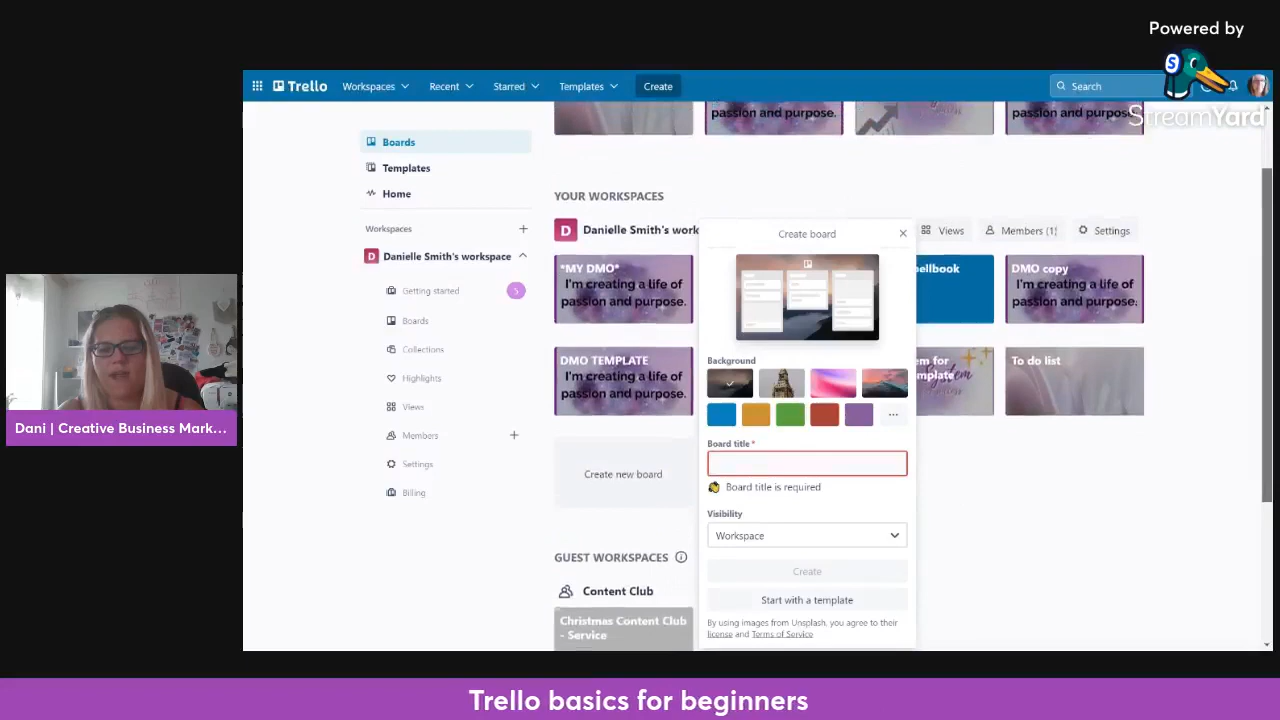 Powered by
StreamYard
Trello
Workspaces
Recent
Starred
Templates
Create
Search
passion and purpose.
passion and purpose.
Boards
Templates
Home
Workspaces
D Danielle Smith's workspace
Getting started
5
Boards
Collections
Highlights
Views
Members
Settings
Billing
YOUR WORKSPACES
D Danielle Smith's work
Views
Members (1)
Settings
*MY DMO*
I'm creating a life of
passion and purpose.
ellbook
DMO copy
I'm creating a life of
passion and purpose.
DMO TEMPLATE
I'm creating a life of
passion and purpose.
em for
mplate
To do list
Create new board
GUEST WORKSPACES
Content Club
Christmas Content Club
- Service
Create board
Background
Board title *
Board title is required
Visibility
Workspace
Create
Start with a template
By using images from Unsplash, you agree to their
license and Terms of Service
Dani | Creative Business Mark...
Trello basics for beginners